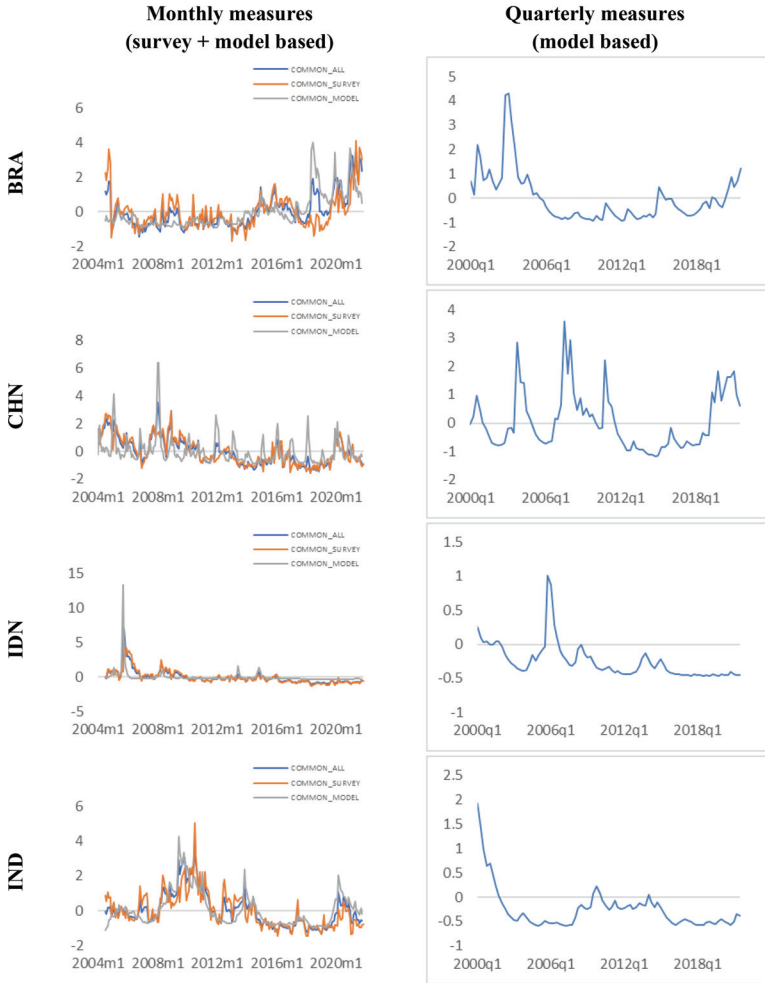 Monthly measures
(survey + model based)
Quarterly measures
(model based)
BRA
COMMON_ALL
COMMON_SURVEY
COMMON_MODEL
6
4
2
0
-2
2004m1 2008m1 2012m1 2016m1 2020m1
5
4
3
2
1
0
-1
-2
2000q1 2006q1 2012q1 2018q1
CHN
COMMON_ALL
COMMON_SURVEY
COMMON_MODEL
8
6
4
2
0
-2
2004m1 2008m1 2012m1 2016m1 2020m1
4
3
2
1
0
-1
-2
2000q1 2006q1 2012q1 2018q1
IDN
COMMON_ALL
COMMON_SURVEY
COMMON_MODEL
15
10
5
0
-5
2004m1 2008m1 2012m1 2016m1 2020m1
1.5
1
0.5
0
-0.5
-1
2000q1 2006q1 2012q1 2018q1
IND
COMMON_ALL
COMMON_SURVEY
COMMON_MODEL
6
4
2
0
-2
2004m1 2008m1 2012m1 2016m1 2020m1
2.5
2
1.5
1
0.5
0
-0.5
-1
2000q1 2006q1 2012q1 2018q1